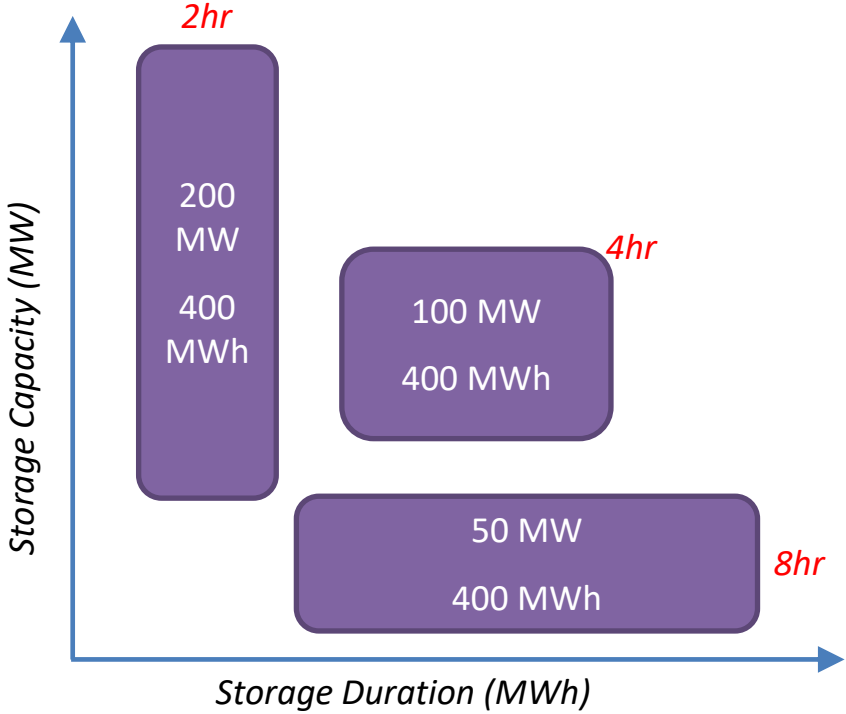 2hr
200
MW
400
MWh
4hr
100 MW
400 MWh
50 MW
400 MWh
8hr
Storage Capacity (MW)
Storage Duration (MWh)